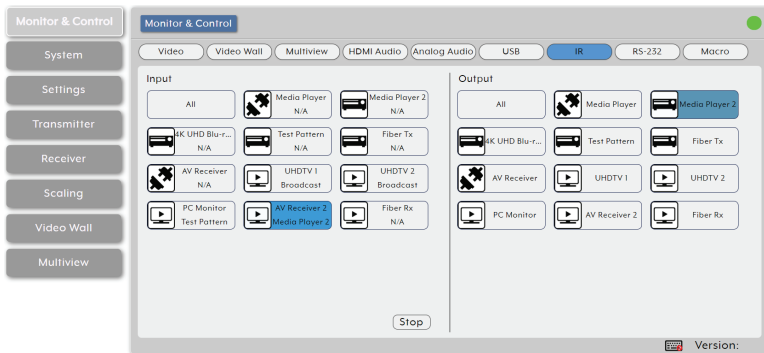 Monitor & Control
System
Settings
Transmitter
Receiver
Scaling
Video Wall
Multiview
Monitor & Control
Video
Video Wall
Multiview
HDMI Audio
Analog Audio
USB
IR
RS-232
Macro
Input
All
Media Player
N/A
Media Player 2
N/A
4K UHD Blu-r...
N/A
Test Pattern
N/A
Fiber Tx
N/A
AV Receiver
N/A
UHDTV 1
Broadcast
UHDTV 2
Broadcast
PC Monitor
Test Pattern
AV Receiver 2
Media Player 2
Fiber Rx
N/A
Stop
Output
All
Media Player
Media Player 2
4K UHD Blu-r...
Test Pattern
Fiber Tx
AV Receiver
UHDTV 1
UHDTV 2
PC Monitor
AV Receiver 2
Fiber Rx
Version: